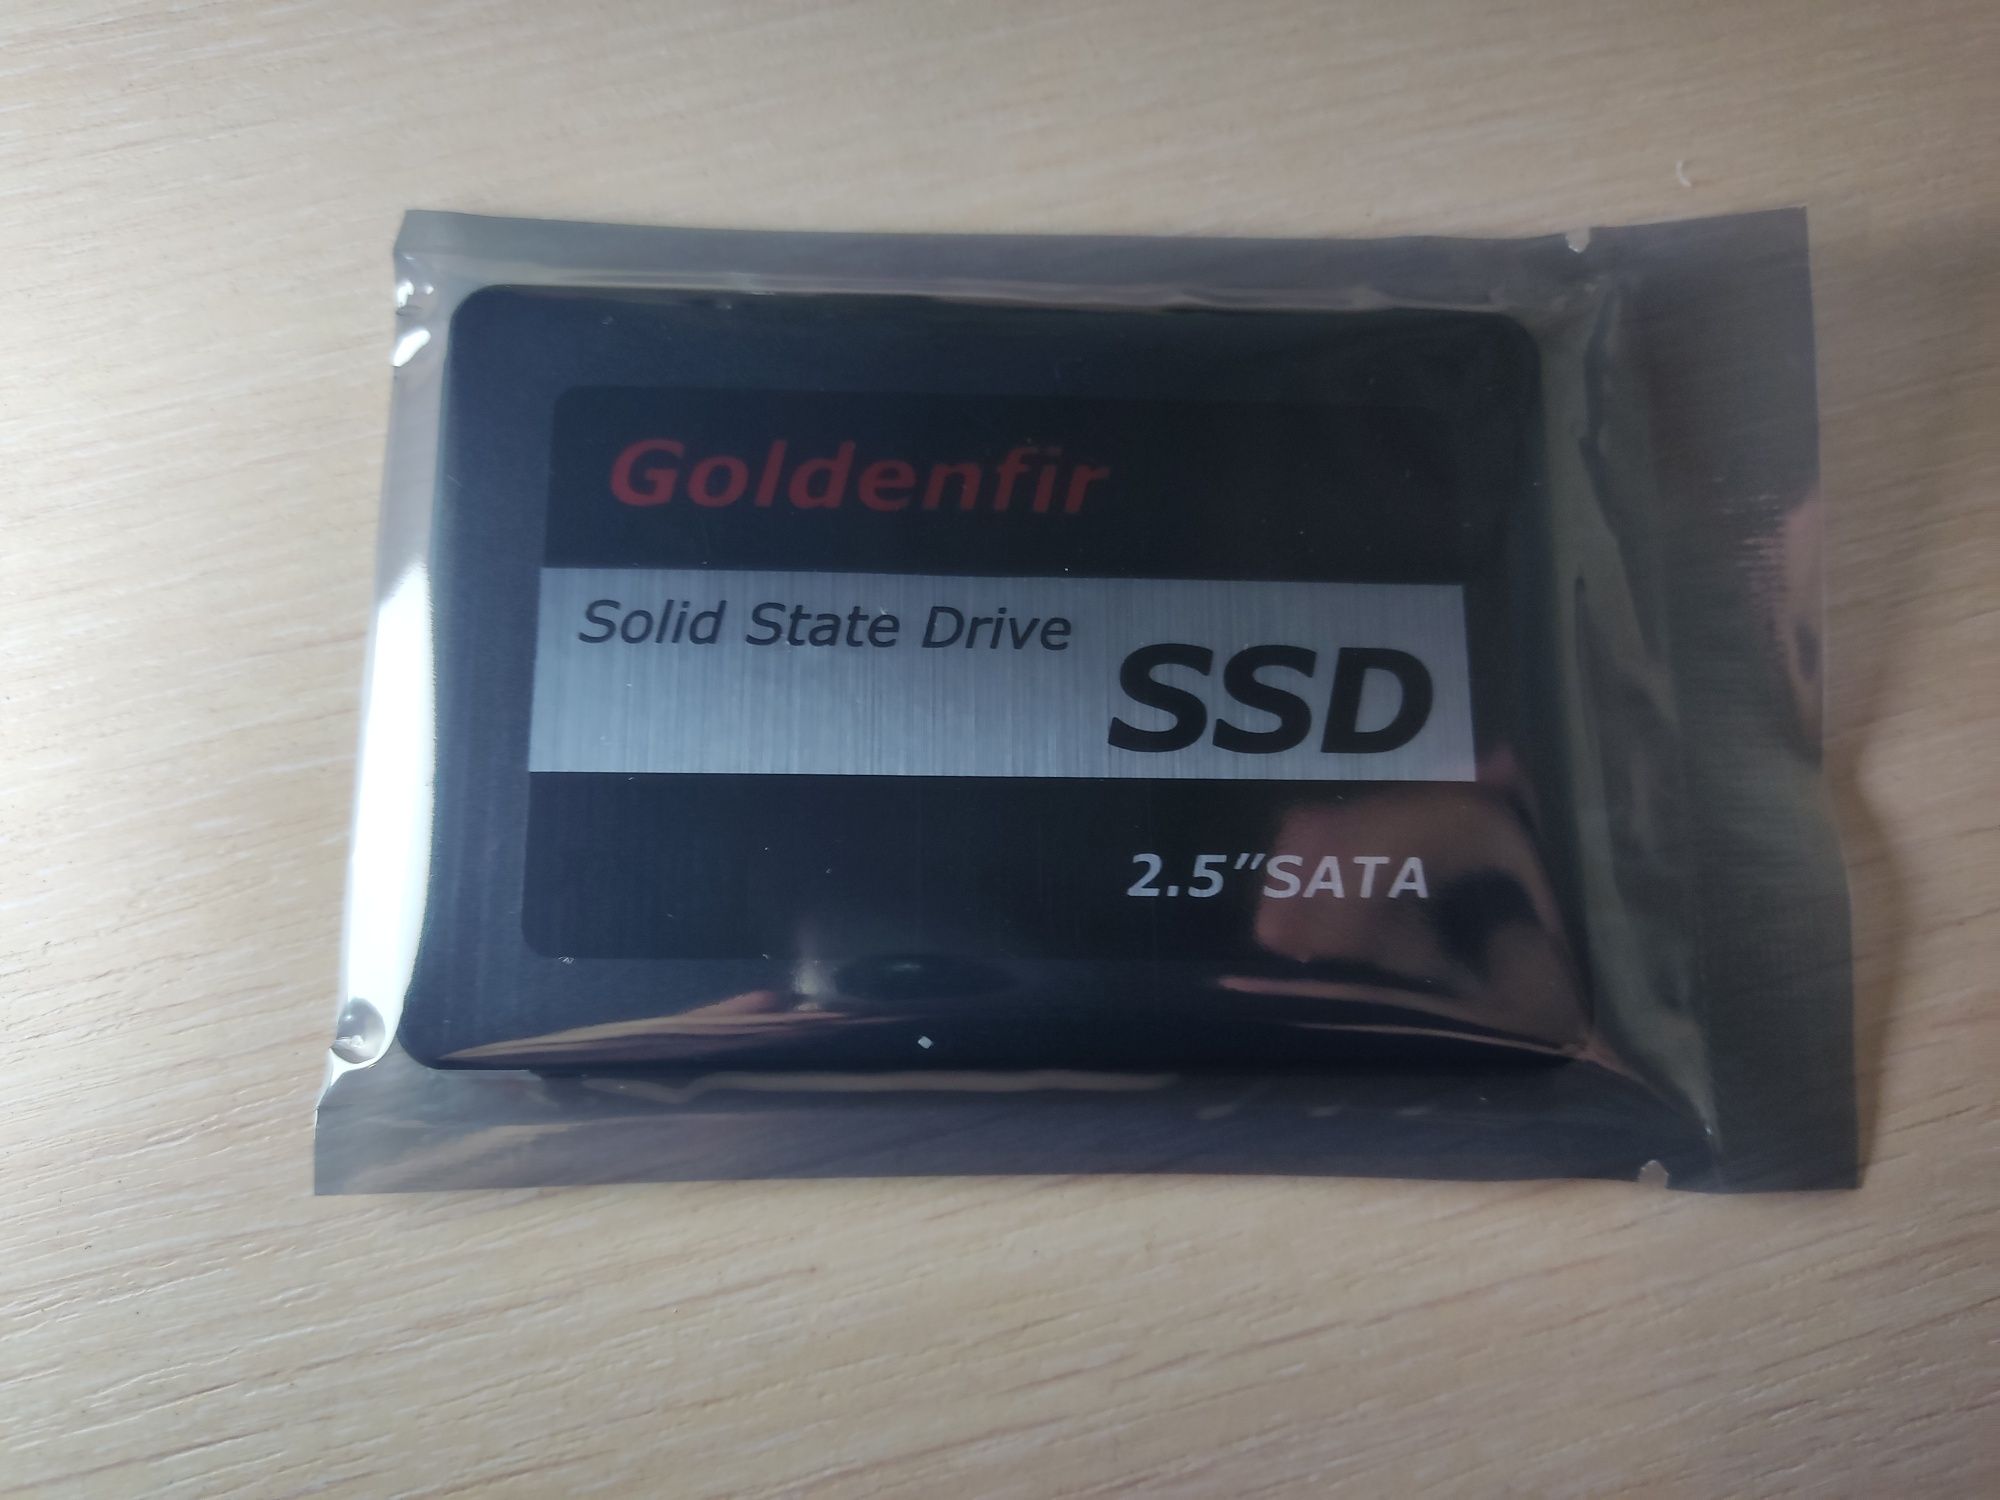 Goldenfir
Solid State Drive
SSD
2.5"SATA